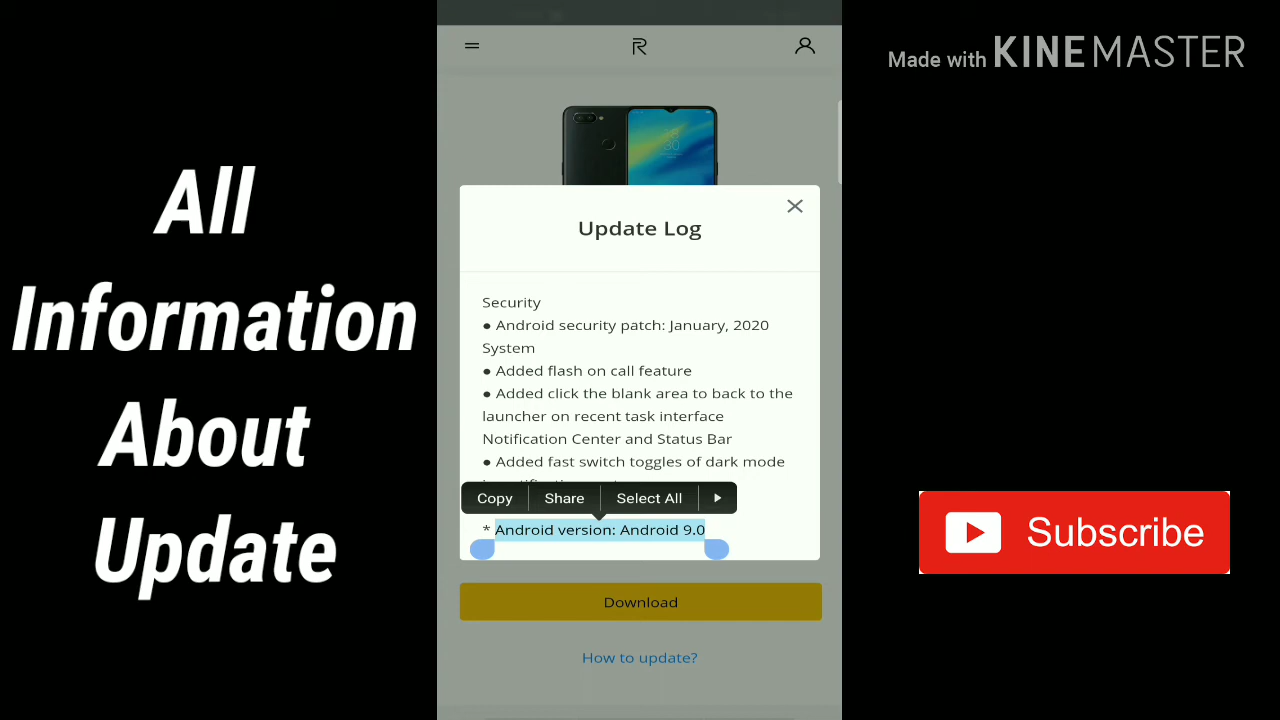 Made with KINEMASTER
All
Information
About
Update
Update Log
Security
● Android security patch: January, 2020
System
● Added flash on call feature
● Added click the blank area to back to the
launcher on recent task interface
Notification Center and Status Bar
● Added fast switch toggles of dark mode
Copy Share Select All
* Android version: Android 9.0
Download
How to update?
Subscribe